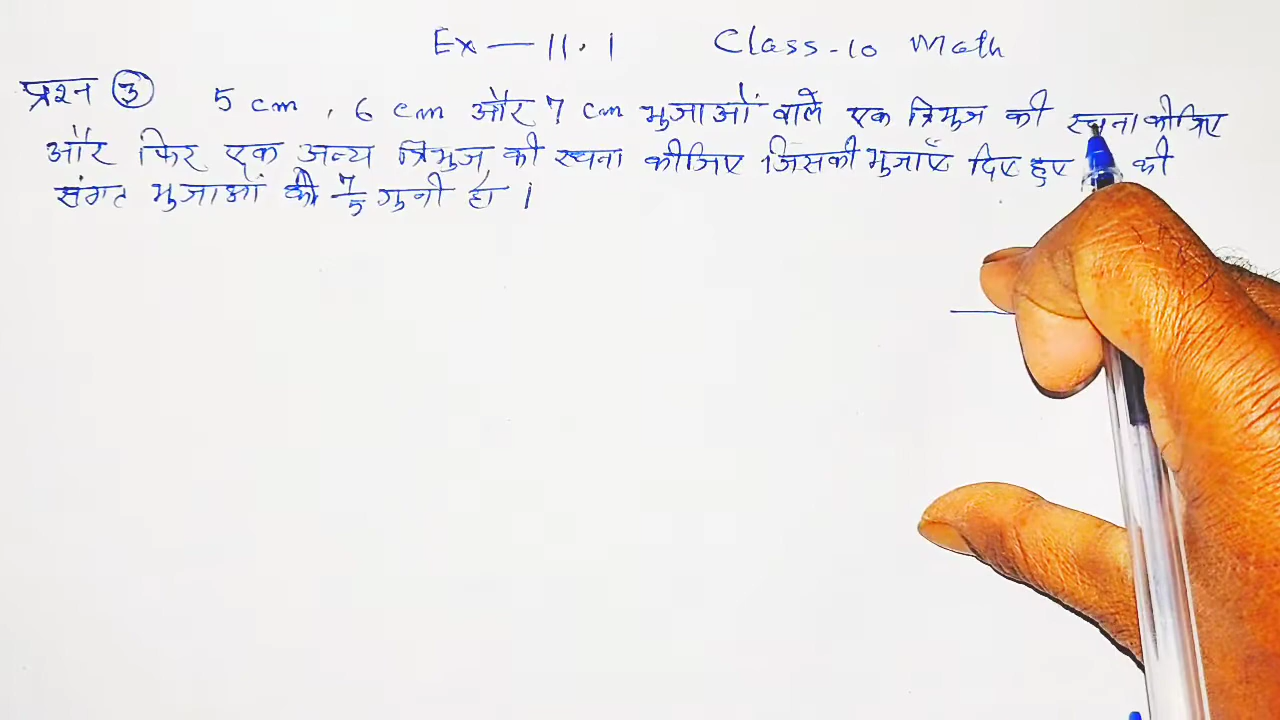 Ex — 11.1 Class-10 Math
प्रश्न ③ 5 cm , 6 cm और 7 cm भुजाओं वाले एक त्रिभुज की रचना कीजिए
और फिर एक अन्य त्रिभुज की रचना कीजिए जिसकी भुजाएँ दिए हुए की
संगत भुजाओं की 7/5 गुनी हों ।